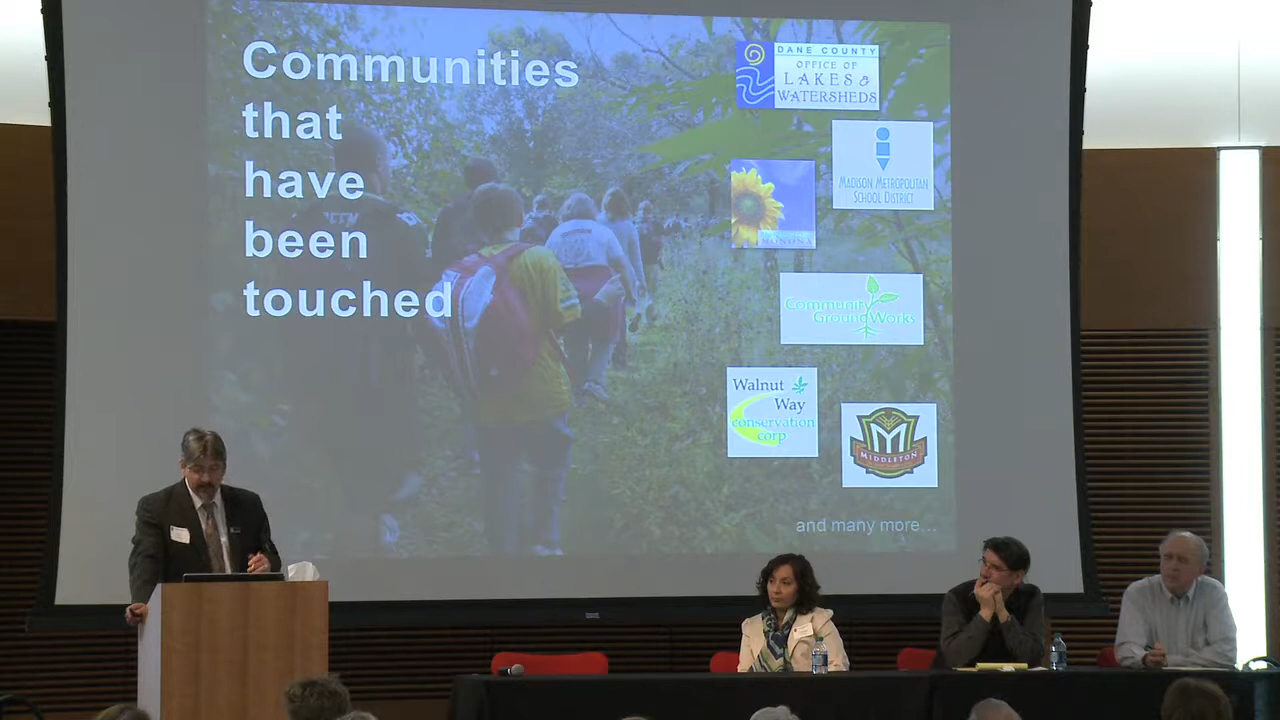 Communities
that
have
been
touched
DANE COUNTY
OFFICE OF
LAKES &
WATERSHEDS
MADISON METROPOLITAN
SCHOOL DISTRICT
MONONA
Community
GroundWorks
Walnut
Way
conservation
corp
MIDDLETON
and many more...